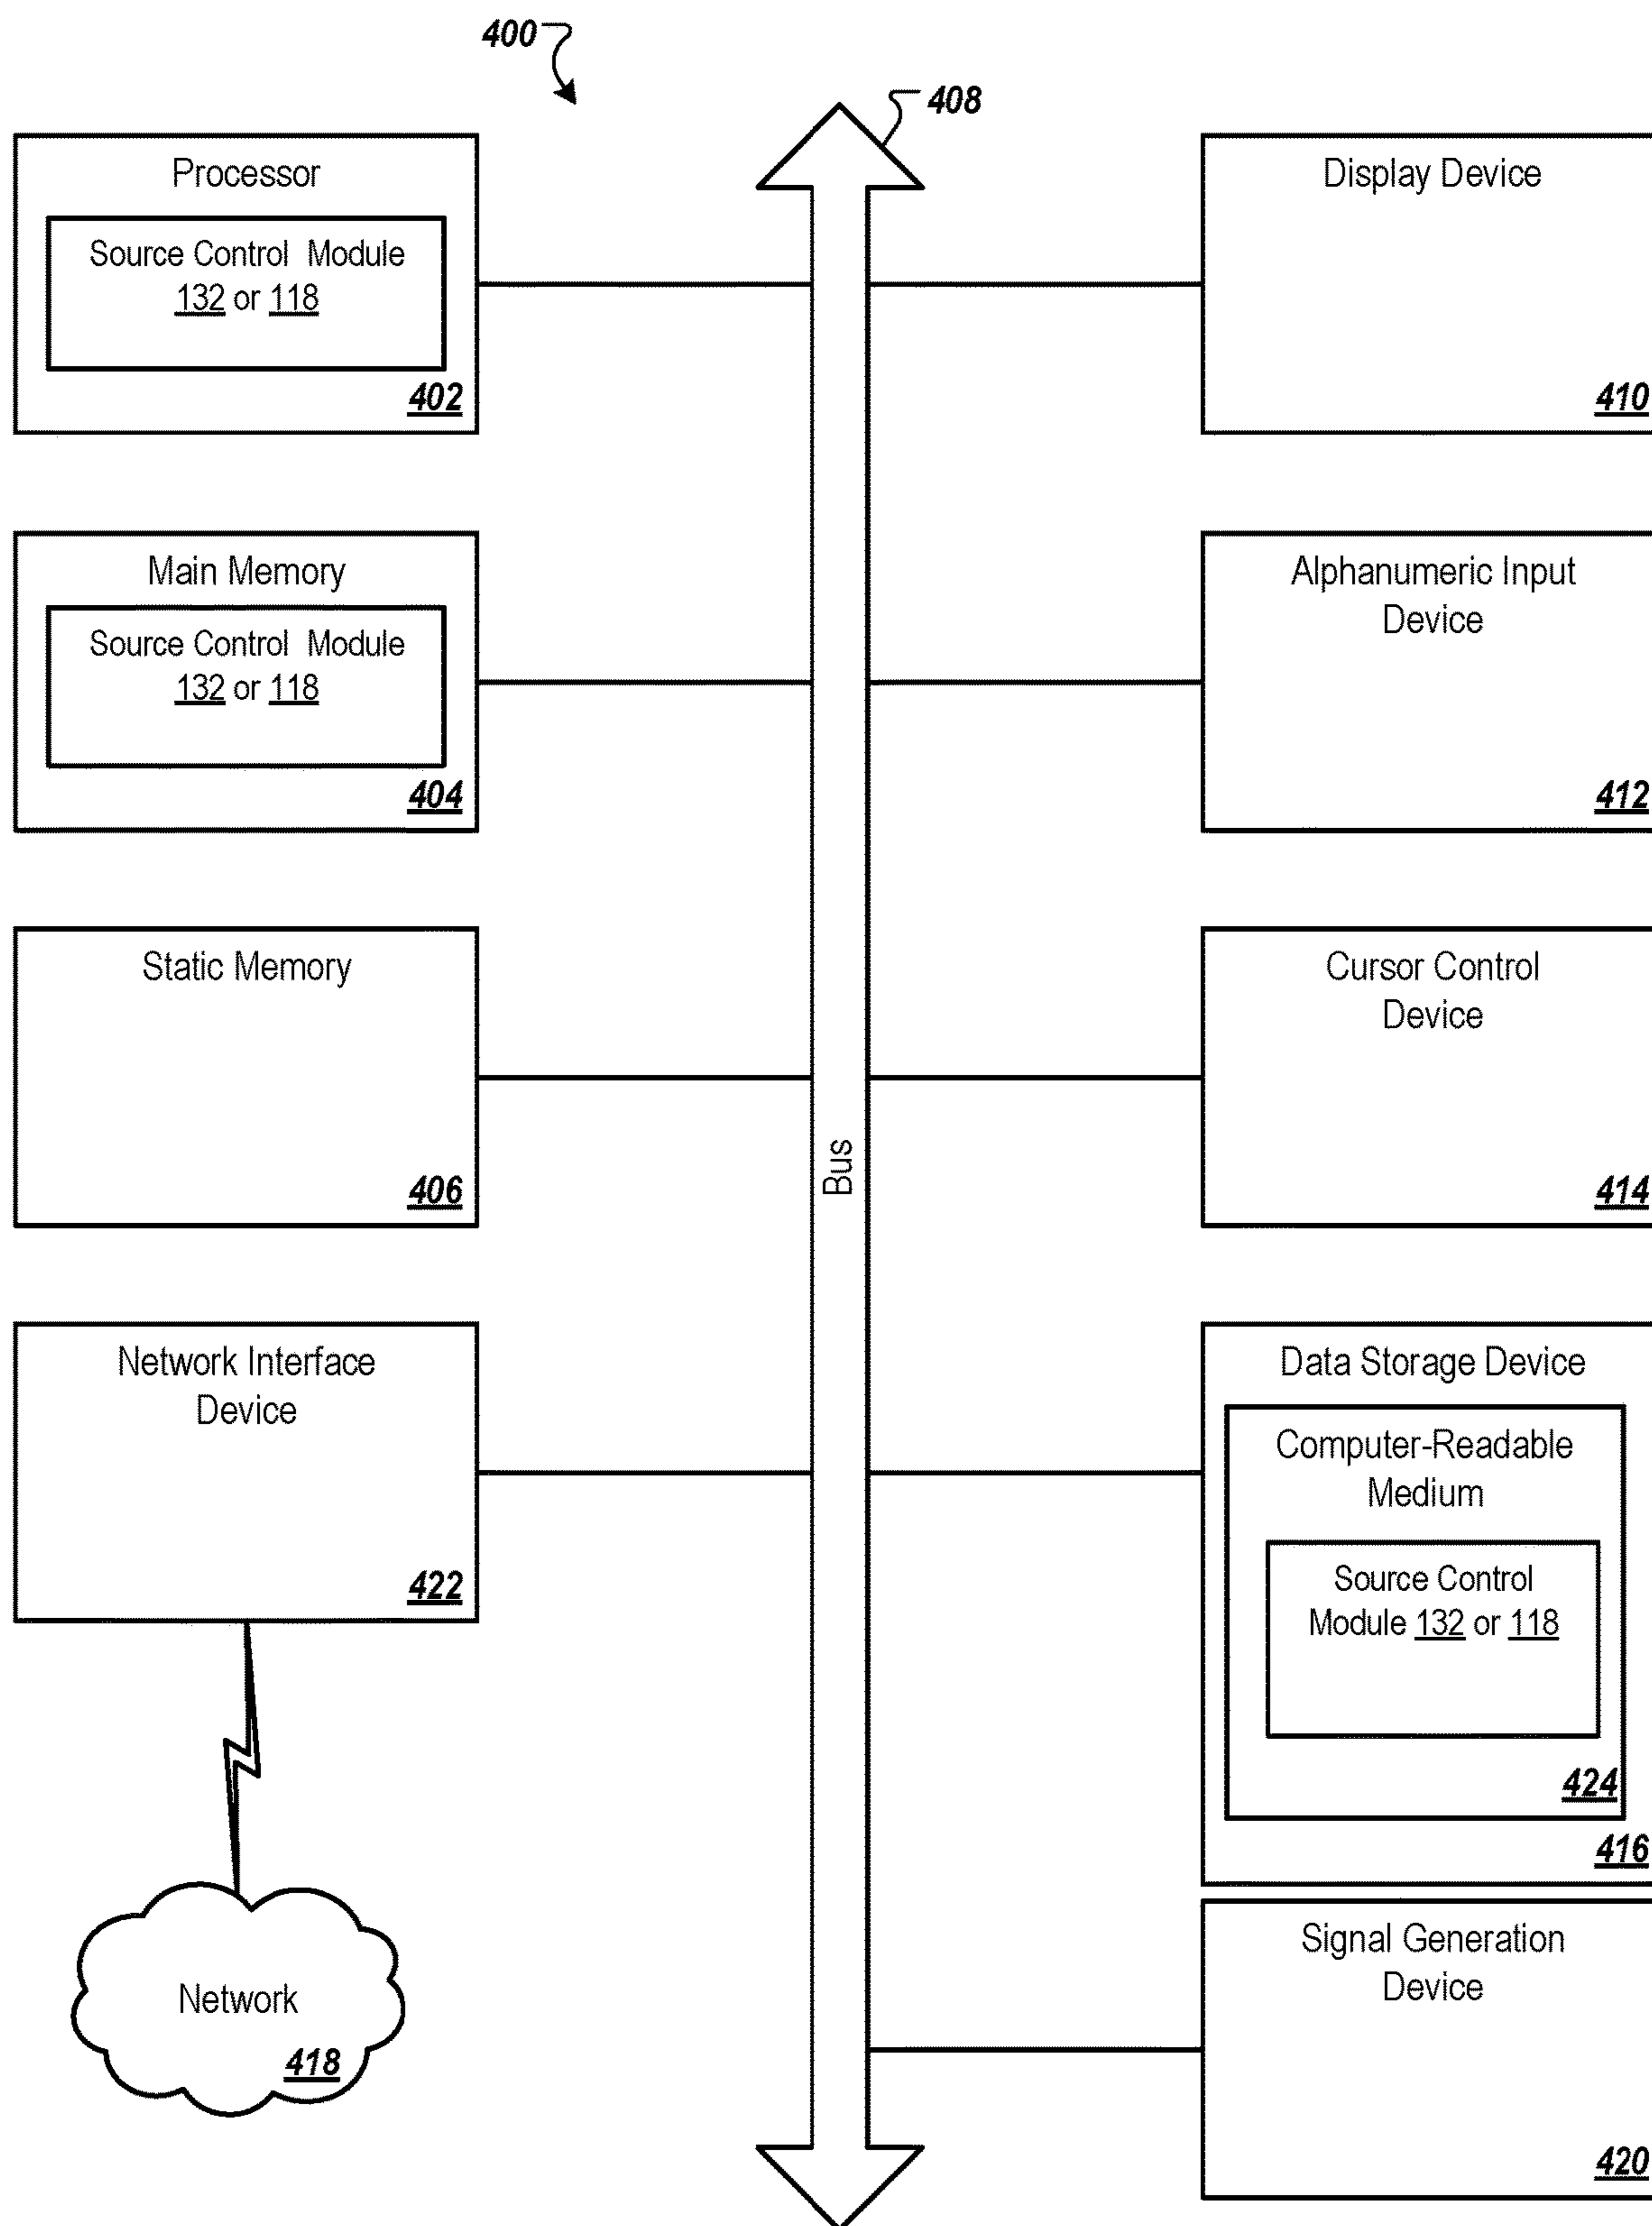 400
408
Processor
Source Control Module
132 or 118
402
Main Memory
Source Control Module
132 or 118
404
Static Memory
406
Network Interface
Device
422
Network
418
Bus
Display Device
410
Alphanumeric Input
Device
412
Cursor Control
Device
414
Data Storage Device
Computer-Readable
Medium
Source Control
Module 132 or 118
424
416
Signal Generation
Device
420